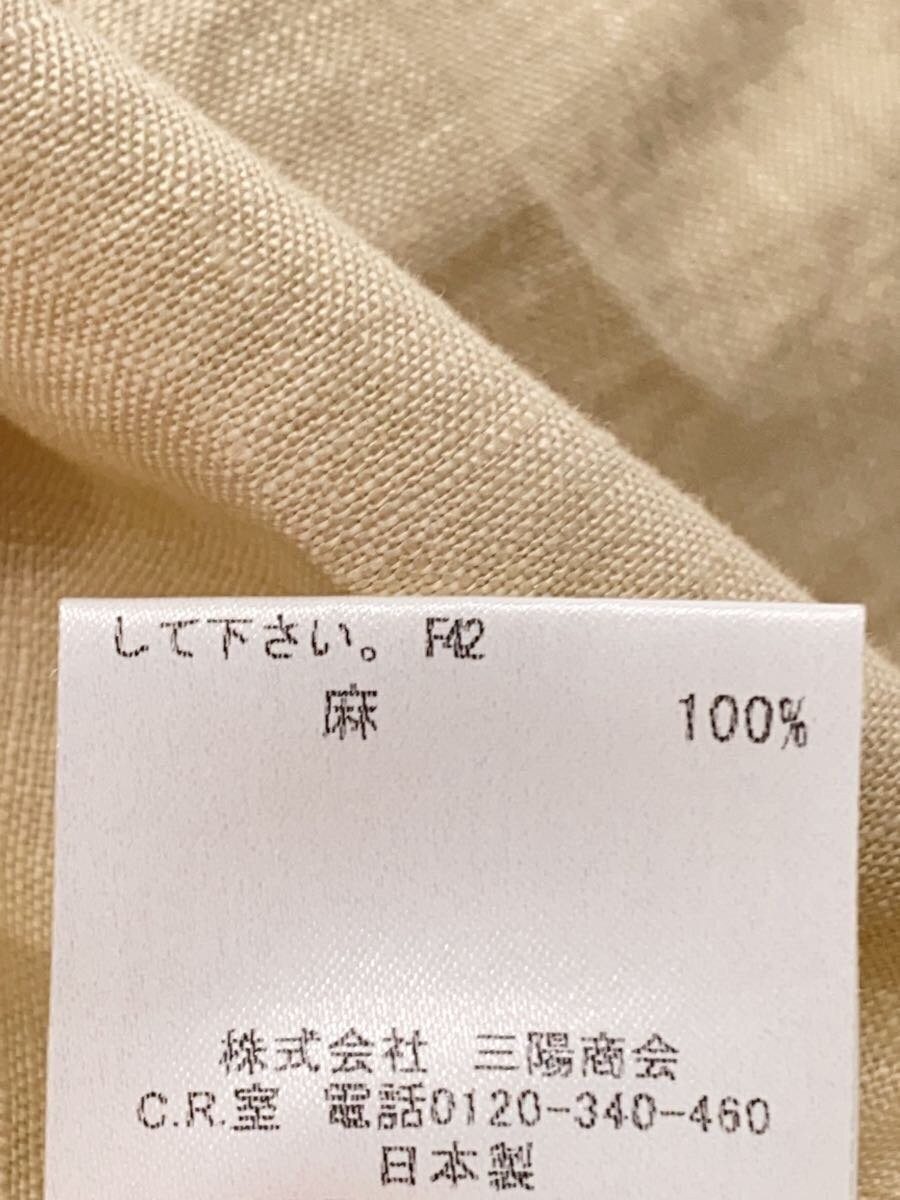 して下さい。 F42
麻 100%
株式会社 三陽商会
C.R.室 電話0120-340-460
日本製